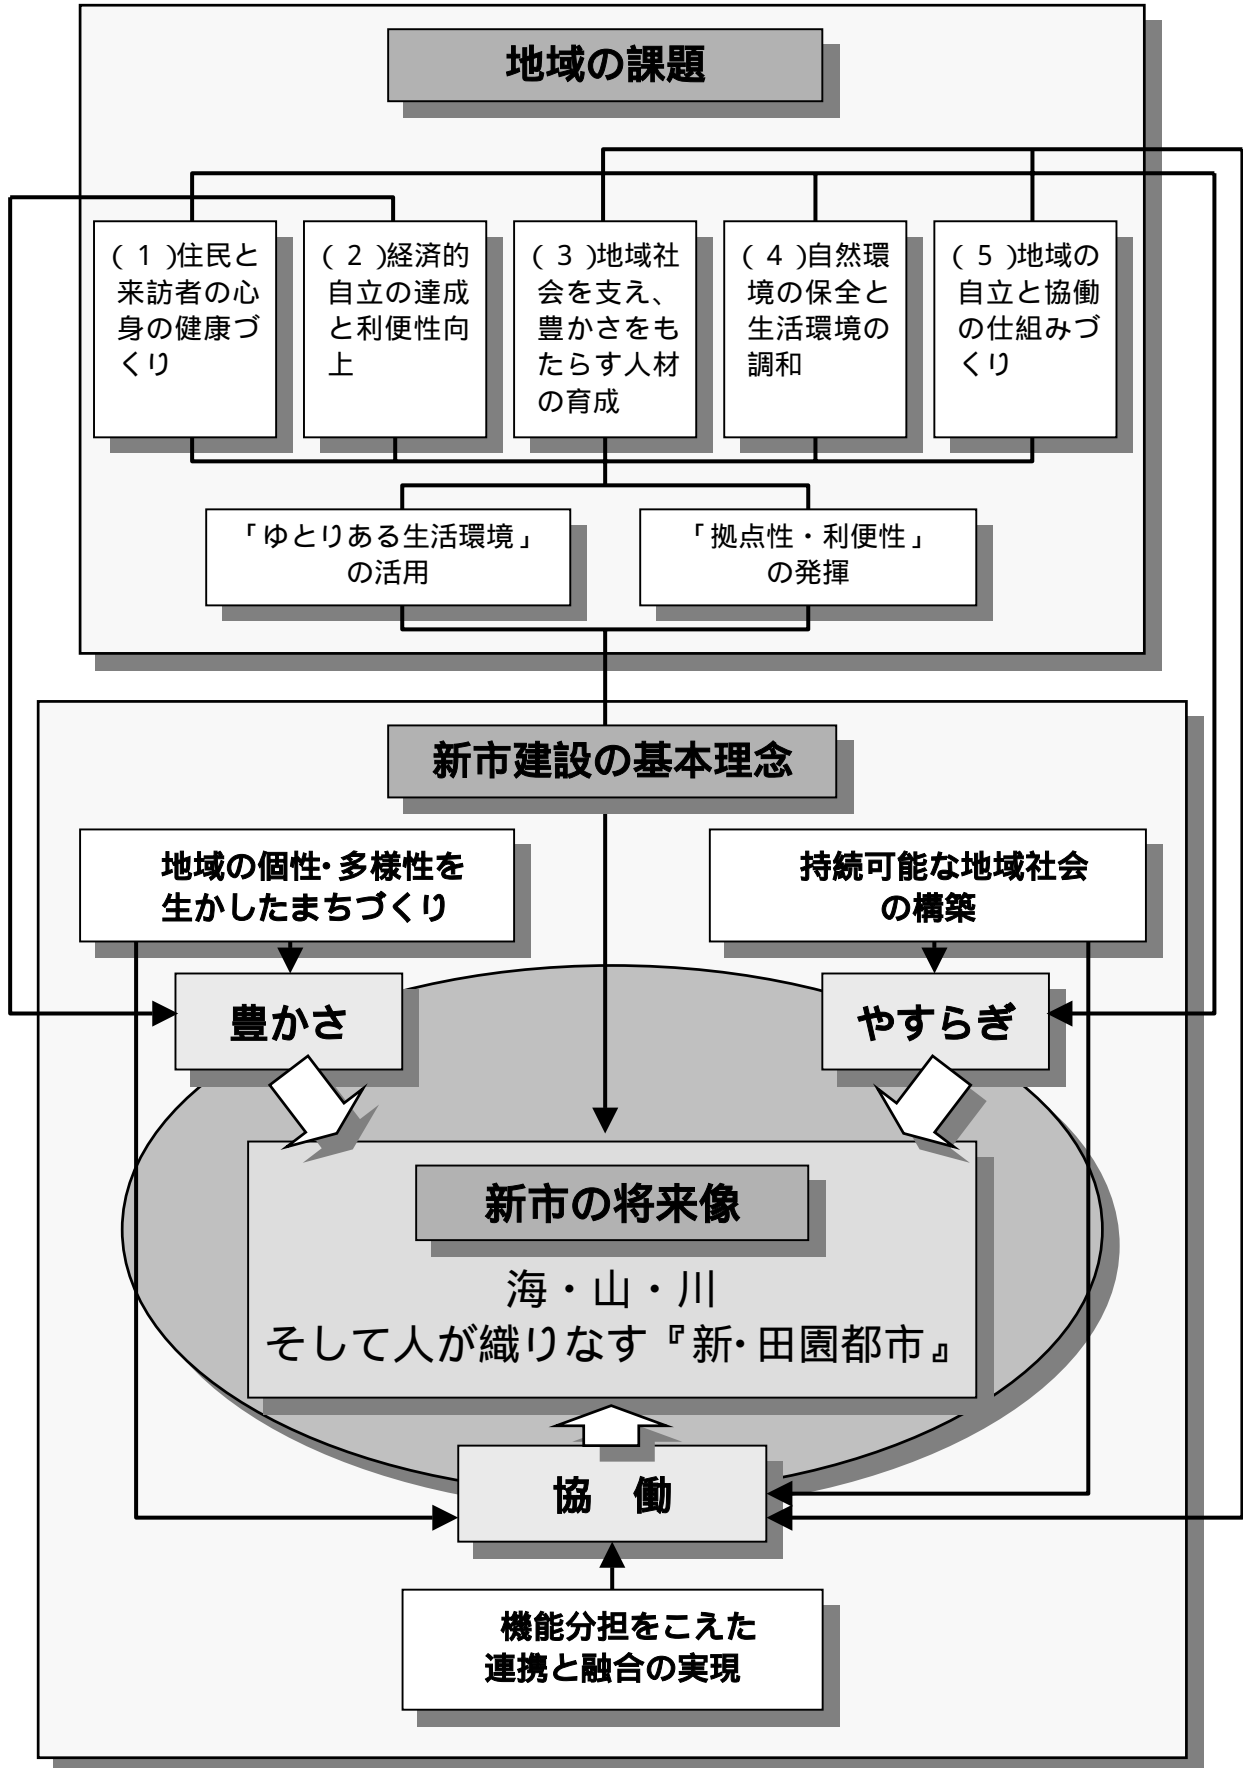 地域の課題
(1)住民と
来訪者の心
身の健康づ
くり
(2)経済的
自立の達成
と利便性向
上
(3)地域社
会を支え、
豊かさをも
たらす人材
の育成
(4)自然環
境の保全と
生活環境の
調和
(5)地域の
自立と協働
の仕組みづ
くり
「ゆとりある生活環境」
の活用
「拠点性・利便性」
の発揮
新市建設の基本理念
地域の個性・多様性を
生かしたまちづくり
持続可能な地域社会
の構築
豊かさ
やすらぎ
新市の将来像
海・山・川
そして人が織りなす『新・田園都市』
協 働
機能分担をこえた
連携と融合の実現